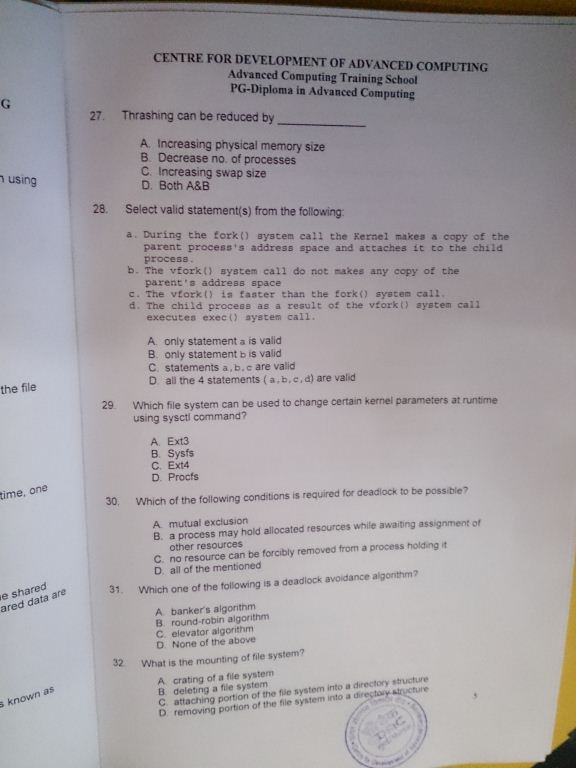 CENTRE FOR DEVELOPMENT OF ADVANCED COMPUTING
Advanced Computing Training School
PG-Diploma in Advanced Computing
G
27. Thrashing can be reduced by ______________
A. Increasing physical memory size
B. Decrease no. of processes
C. Increasing swap size
D. Both A&B
using
28. Select valid statement(s) from the following:
a. During the fork() system call the Kernel makes a copy of the
parent process's address space and attaches it to the child
process.
b. The vfork() system call do not makes any copy of the
parent's address space
c. The vfork() is faster than the fork() system call.
d. The child process as a result of the vfork() system call
executes exec() system call.
A. only statement a is valid
B. only statement b is valid
C. statements a,b,c are valid
D. all the 4 statements (a,b,c,d) are valid
the file
29. Which file system can be used to change certain kernel parameters at runtime
using sysctl command?
A. Ext3
B. Sysfs
C. Ext4
D. Procfs
time, one
30. Which of the following conditions is required for deadlock to be possible?
A. mutual exclusion
B. a process may hold allocated resources while awaiting assignment of
other resources
C. no resource can be forcibly removed from a process holding it
D. all of the mentioned
shared
ared data are
31. Which one of the following is a deadlock avoidance algorithm?
A. banker's algorithm
B. round-robin algorithm
C. elevator algorithm
D. None of the above
32. What is the mounting of file system?
A. crating of a file system
B. deleting a file system
C. attaching portion of the file system into a directory structure
D. removing portion of the file system into a directory structure
s known as
5